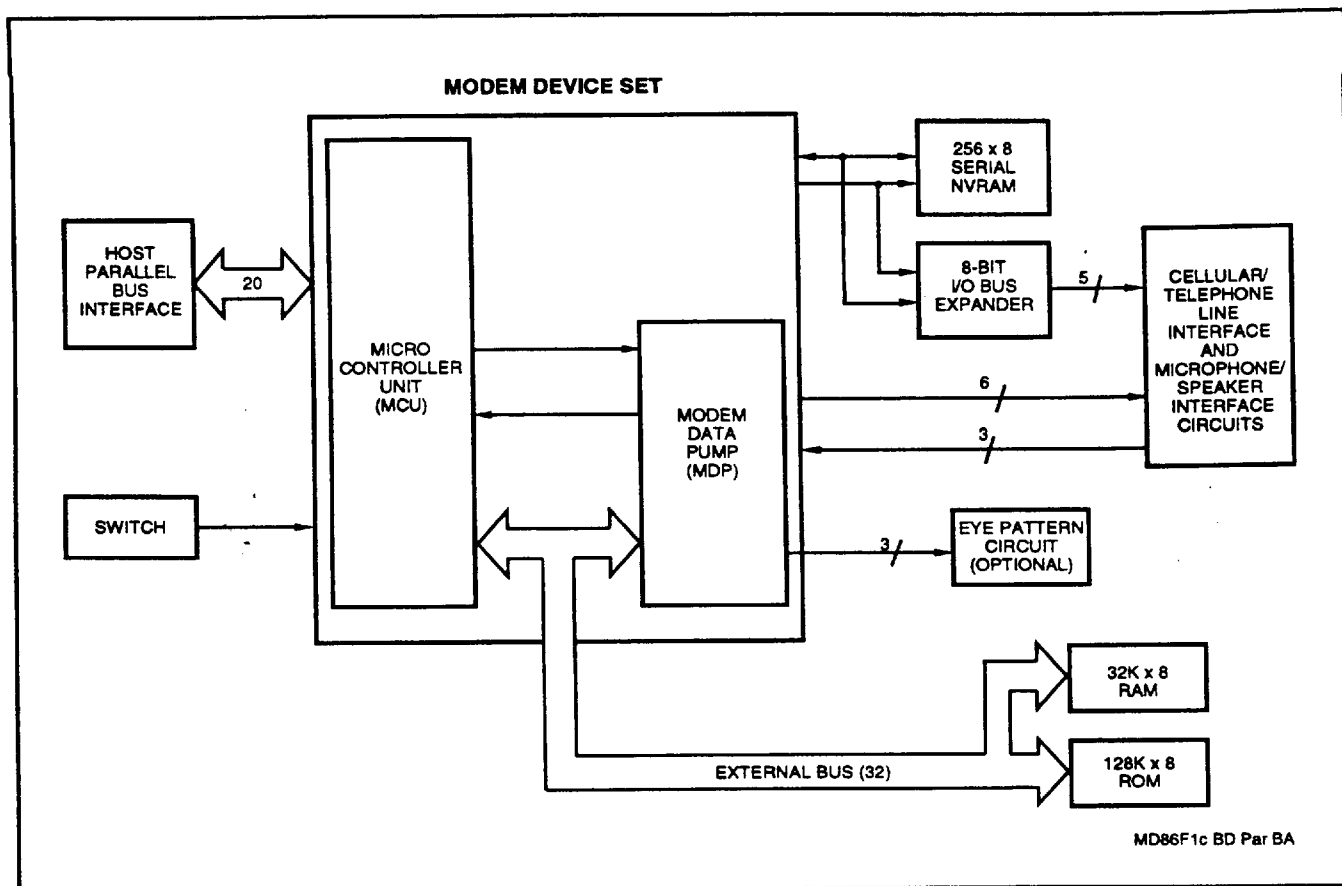 MODEM DEVICE SET
256 x 8
SERIAL
NVRAM
HOST
PARALLEL
BUS
INTERFACE
20
8-BIT
I/O BUS
EXPANDER
5
CELLULAR/
TELEPHONE
LINE
INTERFACE
AND
MICROPHONE/
SPEAKER
INTERFACE
CIRCUITS
MICRO
CONTROLLER
UNIT
(MCU)
MODEM
DATA
PUMP
(MDP)
6
3
SWITCH
3
EYE PATTERN
CIRCUIT
(OPTIONAL)
32K x 8
RAM
EXTERNAL BUS (32)
128K x 8
ROM
MD86F1c BD Par BA